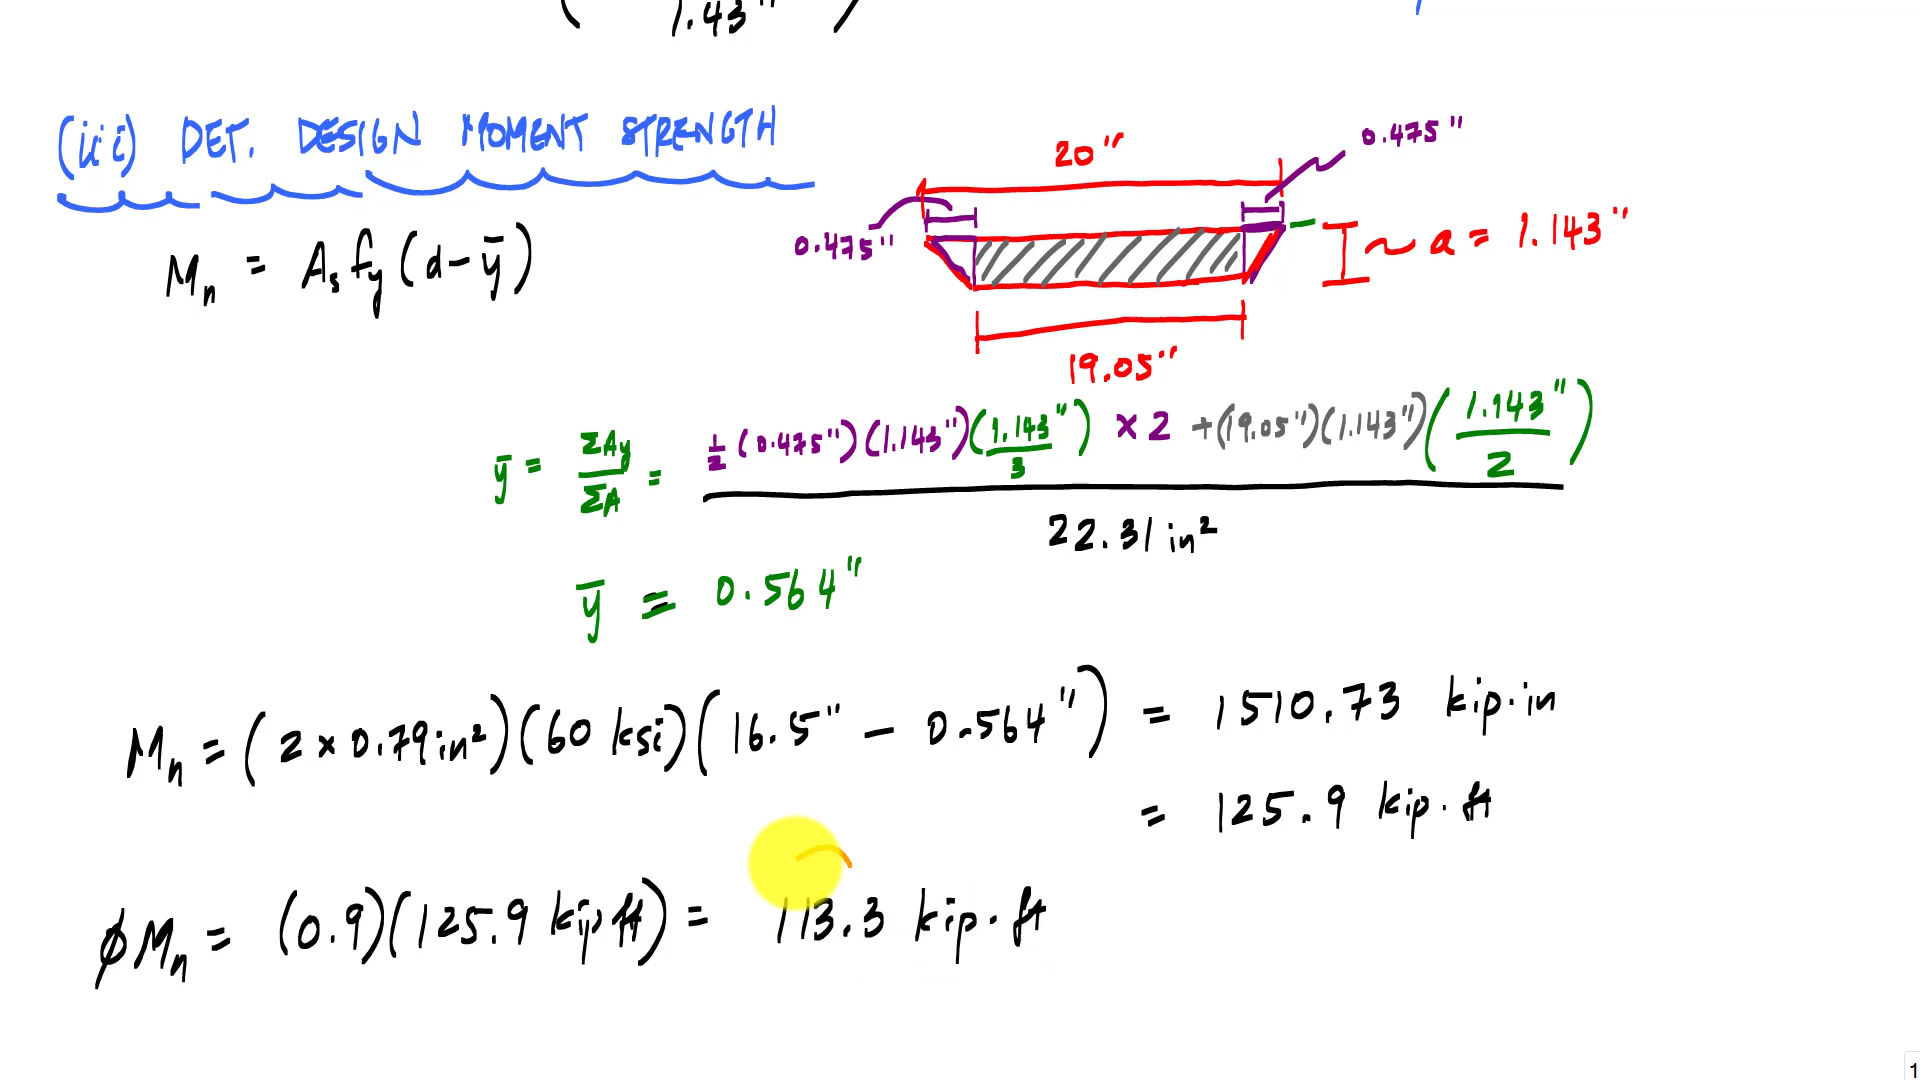 ( 1.43" )
(iii) DET. DESIGN MOMENT STRENGTH
Mn = As fy (d - ȳ)
20"
0.475"
0.475"
a = 1.143"
19.05"
ȳ = ΣAy / ΣA = ½ (0.475") (1.143") (1.143" / 3) × 2 + (19.05") (1.143") (1.143" / 2) / 22.31 in²
ȳ = 0.564"
Mn = (2 × 0.79 in²) (60 ksi) (16.5" - 0.564") = 1510.73 kip·in
= 125.9 kip·ft
φMn = (0.9) (125.9 kip ft) = 113.3 kip·ft
1